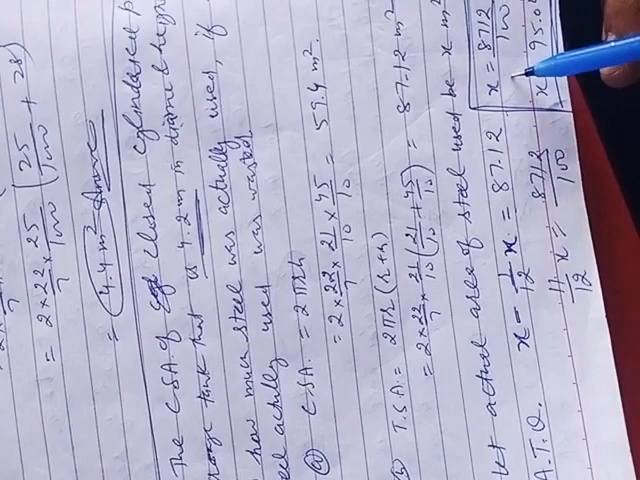 = 2 × 22/7 × 25/100 (25/100 + 28)
= 4.4 m²
The C.S.A. of closed cylindrical
tank that is 4.2 m in diameter &
how much steel was actually used, if
steel actually used was wasted
(a) C.S.A. = 2πrh
= 2 × 22/7 × 21/10 × 45/10 = 59.4 m².
T.S.A. = 2πr(r+h)
= 2 × 22/7 × 21/10 (21/10 + 45/10) = 87.12 m²
Let actual area of steel used be x m²
A.T.Q. x - 1/12 x = 87.12
11/12 x = 8712/100
x = 8712/100
x 95.0